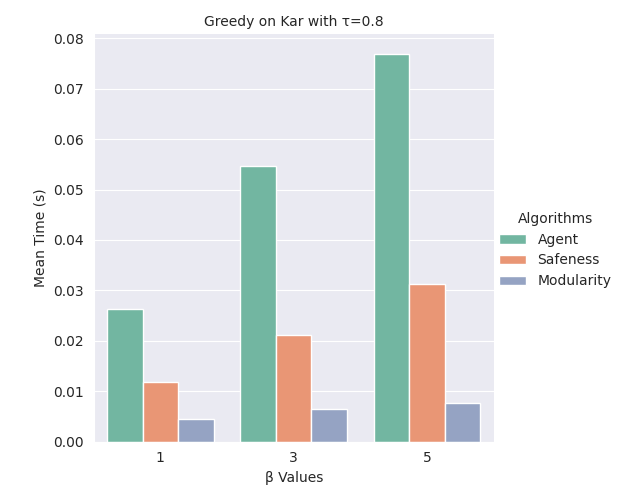 Greedy on Kar with τ=0.8
0.08
0.07
0.06
0.05
0.04
0.03
0.02
0.01
0.00
Mean Time (s)
1 3 5
β Values
Algorithms
Agent
Safeness
Modularity